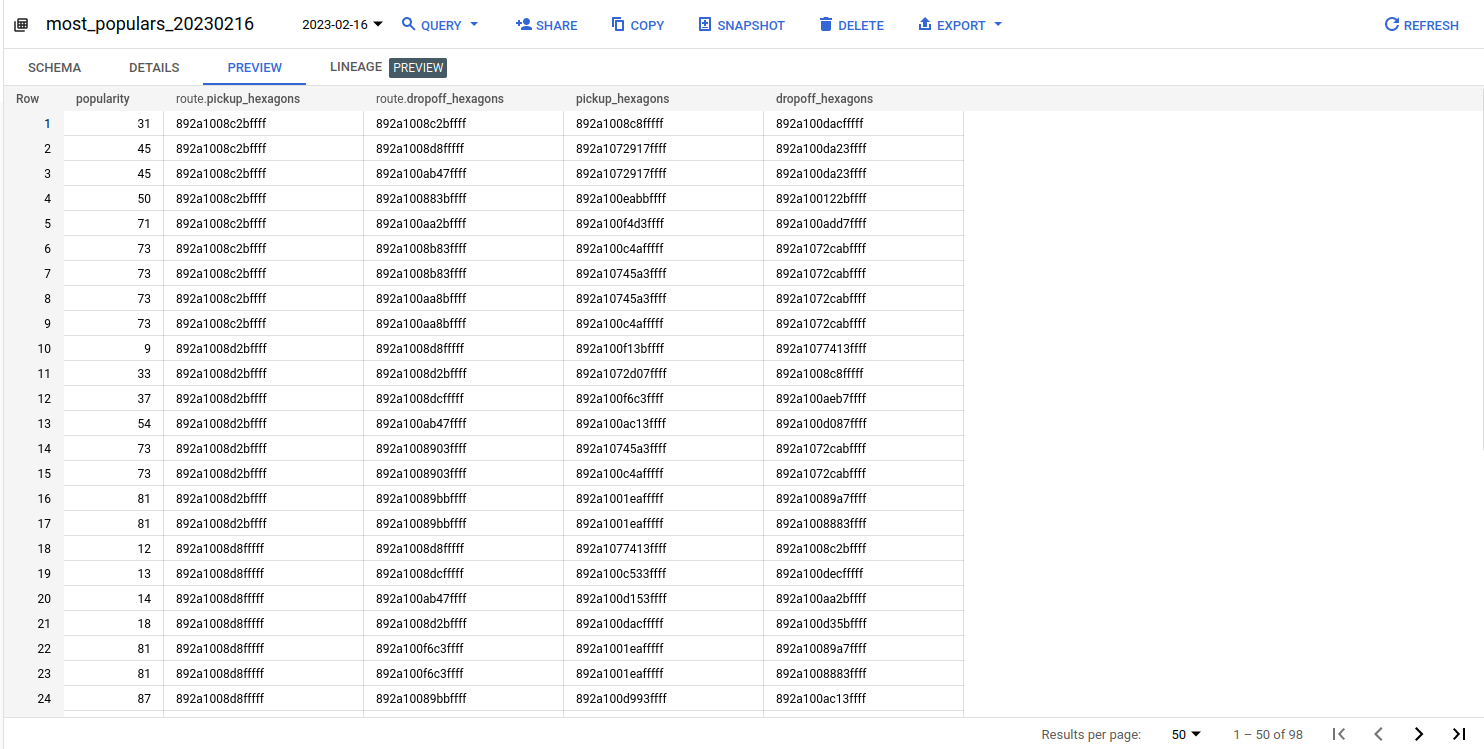 most_populars_20230216 2023-02-16 QUERY SHARE COPY SNAPSHOT DELETE EXPORT REFRESH
SCHEMA DETAILS PREVIEW LINEAGE PREVIEW
Row popularity route.pickup_hexagons route.dropoff_hexagons pickup_hexagons dropoff_hexagons
1 31 892a1008c2bffff 892a1008c2bffff 892a1008c8fffff 892a100dacfffff
2 45 892a1008c2bffff 892a1008d8fffff 892a1072917ffff 892a100da23ffff
3 45 892a1008c2bffff 892a100ab47ffff 892a1072917ffff 892a100da23ffff
4 50 892a1008c2bffff 892a100883bffff 892a100eabbffff 892a100122bffff
5 71 892a1008c2bffff 892a100aa2bffff 892a100f4d3ffff 892a100add7ffff
6 73 892a1008c2bffff 892a1008b83ffff 892a100c4afffff 892a1072cabffff
7 73 892a1008c2bffff 892a1008b83ffff 892a10745a3ffff 892a1072cabffff
8 73 892a1008c2bffff 892a100aa8bffff 892a10745a3ffff 892a1072cabffff
9 73 892a1008c2bffff 892a100aa8bffff 892a100c4afffff 892a1072cabffff
10 9 892a1008d2bffff 892a1008d8fffff 892a100f13bffff 892a1077413ffff
11 33 892a1008d2bffff 892a1008d2bffff 892a1072d07ffff 892a1008c8fffff
12 37 892a1008d2bffff 892a1008dcfffff 892a100f6c3ffff 892a100aeb7ffff
13 54 892a1008d2bffff 892a100ab47ffff 892a100ac13ffff 892a100d087ffff
14 73 892a1008d2bffff 892a1008903ffff 892a10745a3ffff 892a1072cabffff
15 73 892a1008d2bffff 892a1008903ffff 892a100c4afffff 892a1072cabffff
16 81 892a1008d2bffff 892a10089bbffff 892a1001eafffff 892a10089a7ffff
17 81 892a1008d2bffff 892a10089bbffff 892a1001eafffff 892a1008883ffff
18 12 892a1008d8fffff 892a1008d8fffff 892a1077413ffff 892a1008c2bffff
19 13 892a1008d8fffff 892a1008dcfffff 892a100c533ffff 892a100decfffff
20 14 892a1008d8fffff 892a100ab47ffff 892a100d153ffff 892a100aa2bffff
21 18 892a1008d8fffff 892a1008d2bffff 892a100dacfffff 892a100d35bffff
22 81 892a1008d8fffff 892a100f6c3ffff 892a1001eafffff 892a10089a7ffff
23 81 892a1008d8fffff 892a100f6c3ffff 892a1001eafffff 892a1008883ffff
24 87 892a1008d8fffff 892a10089bbffff 892a100d993ffff 892a100ac13ffff
Results per page: 50 1 – 50 of 98